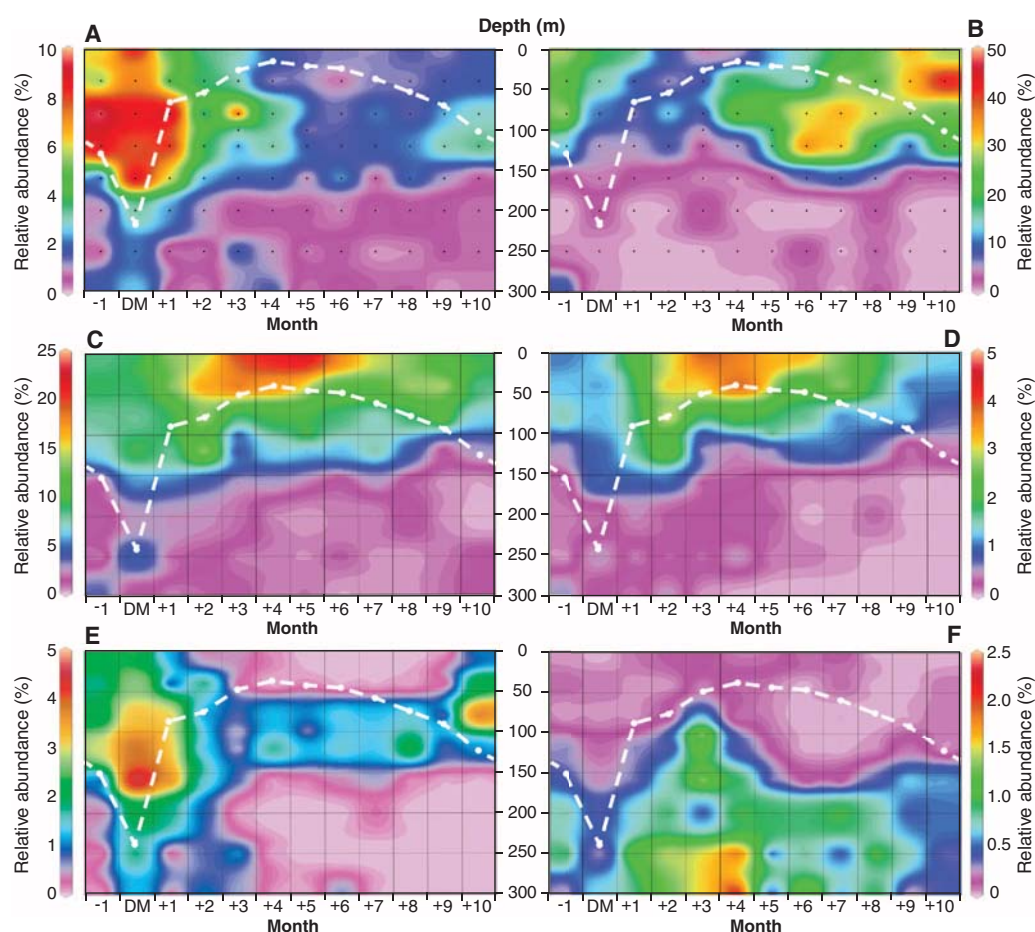 Depth (m)
A
B
Relative abundance (%)
10
8
6
4
2
0
0
50
100
150
200
250
300
50
40
30
20
10
0
Relative abundance (%)
-1 DM +1 +2 +3 +4 +5 +6 +7 +8 +9 +10
Month
-1 DM +1 +2 +3 +4 +5 +6 +7 +8 +9 +10
Month
C
D
Relative abundance (%)
25
20
15
10
5
0
0
50
100
150
200
250
300
5
4
3
2
1
0
Relative abundance (%)
-1 DM +1 +2 +3 +4 +5 +6 +7 +8 +9 +10
Month
-1 DM +1 +2 +3 +4 +5 +6 +7 +8 +9 +10
Month
E
F
Relative abundance (%)
5
4
3
2
1
0
0
50
100
150
200
250
300
2.5
2.0
1.5
1.0
0.5
0
Relative abundance (%)
-1 DM +1 +2 +3 +4 +5 +6 +7 +8 +9 +10
Month
-1 DM +1 +2 +3 +4 +5 +6 +7 +8 +9 +10
Month